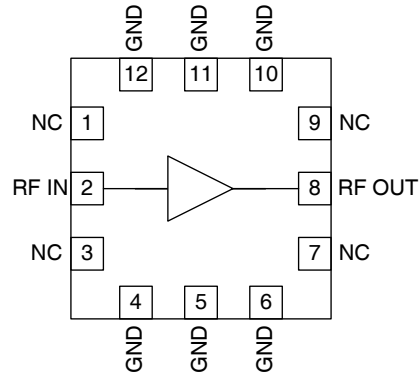 GND GND GND
12 11 10
NC 1 9 NC
RF IN 2 8 RF OUT
NC 3 7 NC
4 5 6
GND GND GND